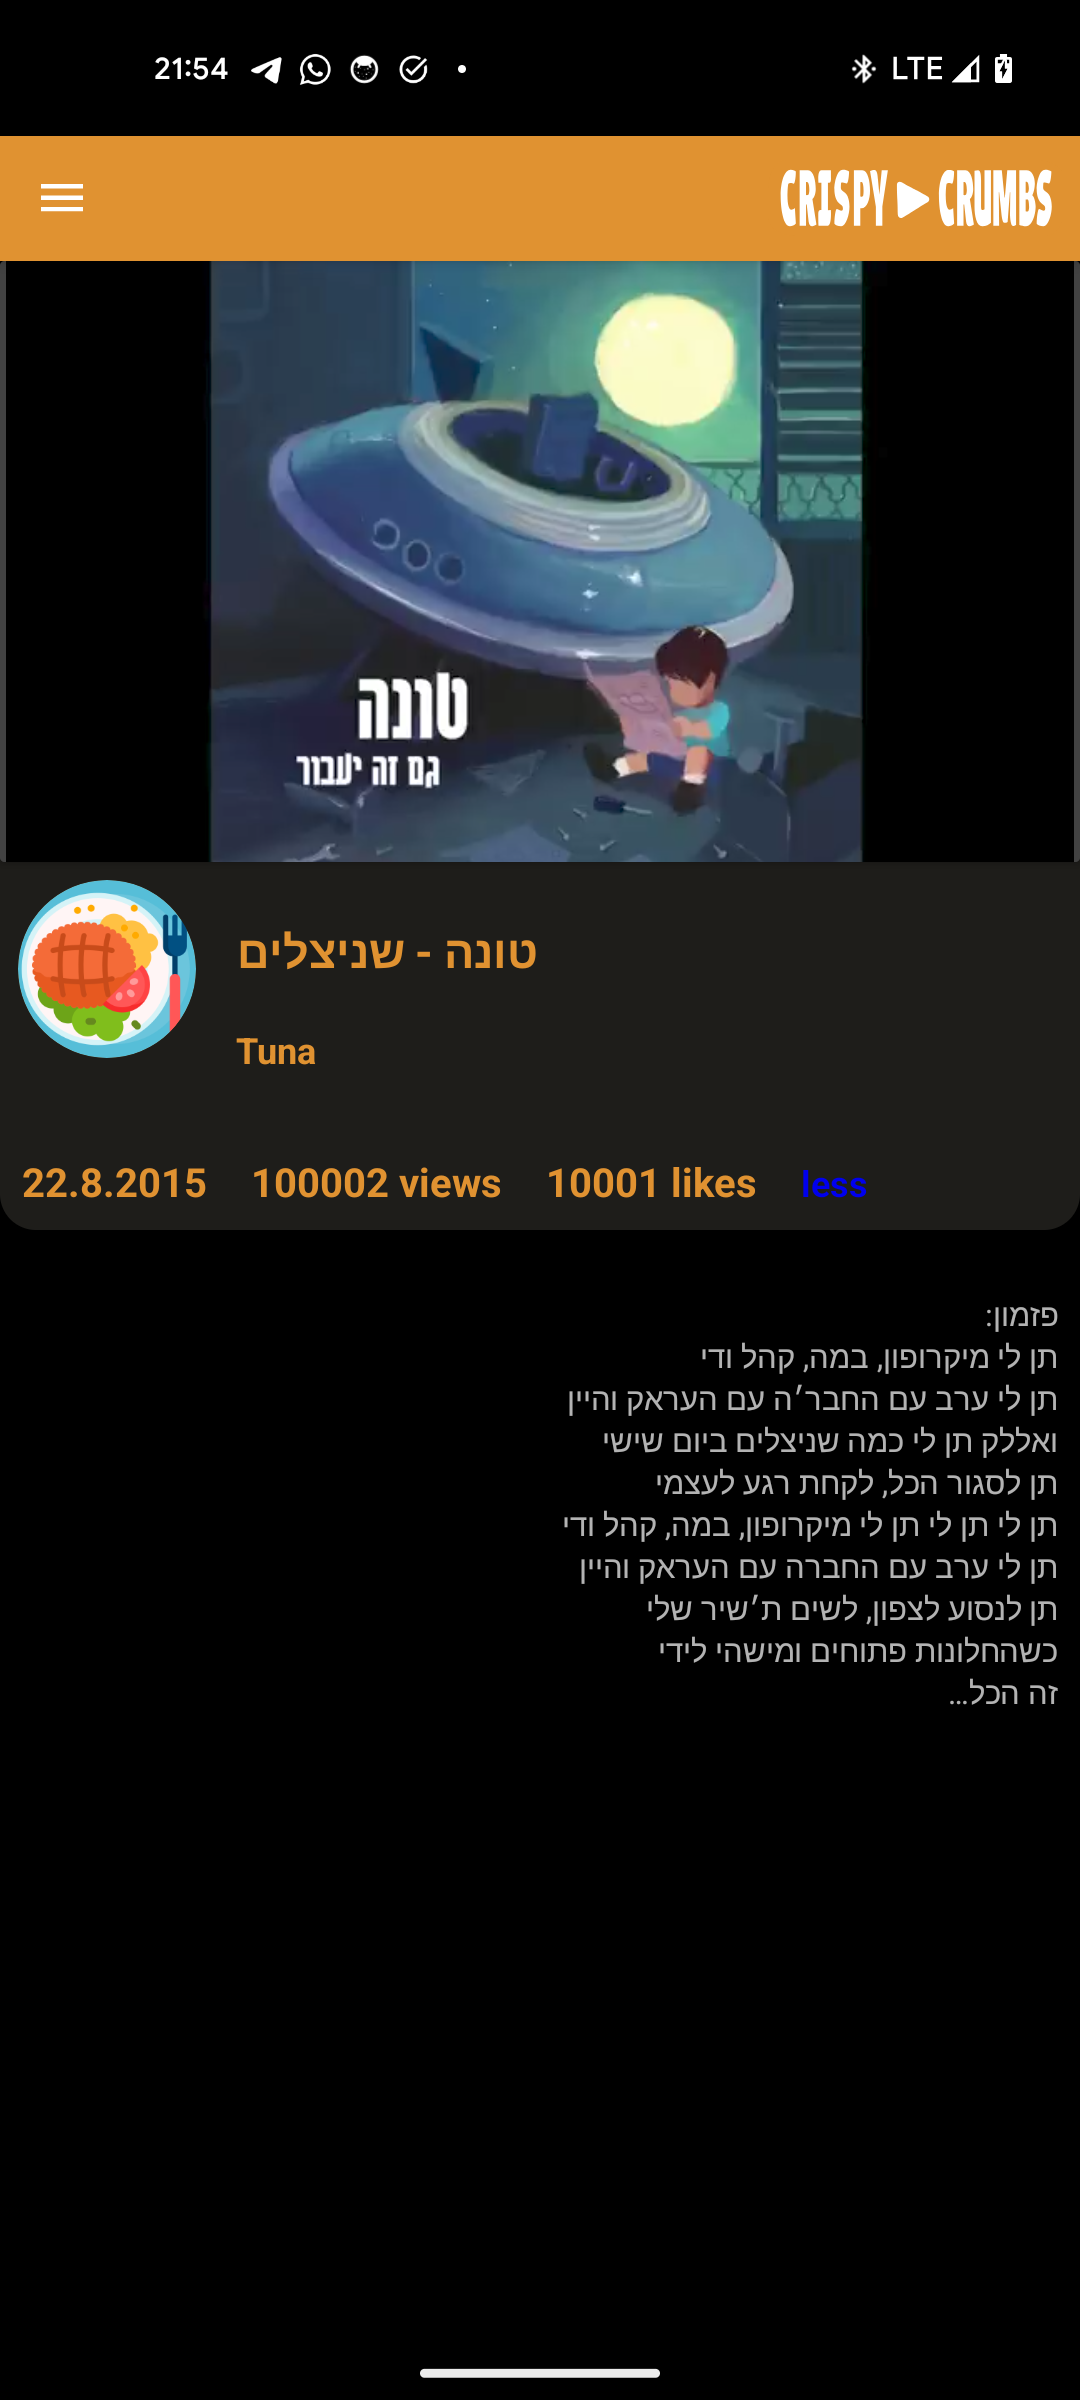 21:54
LTE
CRISPY CRUMBS
טונה
גם זה יעבור
טונה - שניצלים
Tuna
22.8.2015 100002 views 10001 likes less
פזמון:
תן לי מיקרופון, במה, קהל ודי
תן לי ערב עם החבר׳ה עם העראק והיין
ואללק תן לי כמה שניצלים ביום שישי
תן לסגור הכל, לקחת רגע לעצמי
תן לי תן לי תן לי מיקרופון, במה, קהל ודי
תן לי ערב עם החברה עם העראק והיין
תן לנסוע לצפון, לשים ת׳שיר שלי
כשהחלונות פתוחים ומישהי לידי
זה הכל...